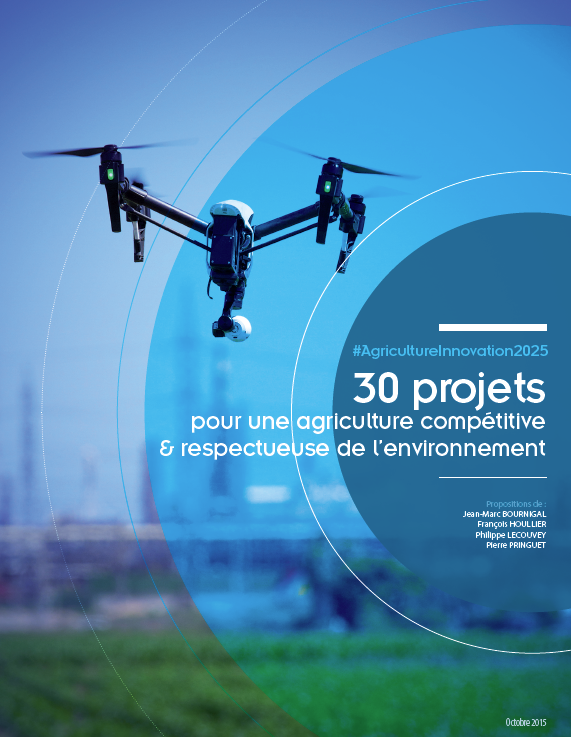 #AgricultureInnovation2025
30 projets
pour une agriculture compétitive
& respectueuse de l'environnement
Propositions de :
Jean-Marc BOURNIGAL
François HOULLIER
Philippe LECOUVEY
Pierre PRINGUET
Octobre 2015